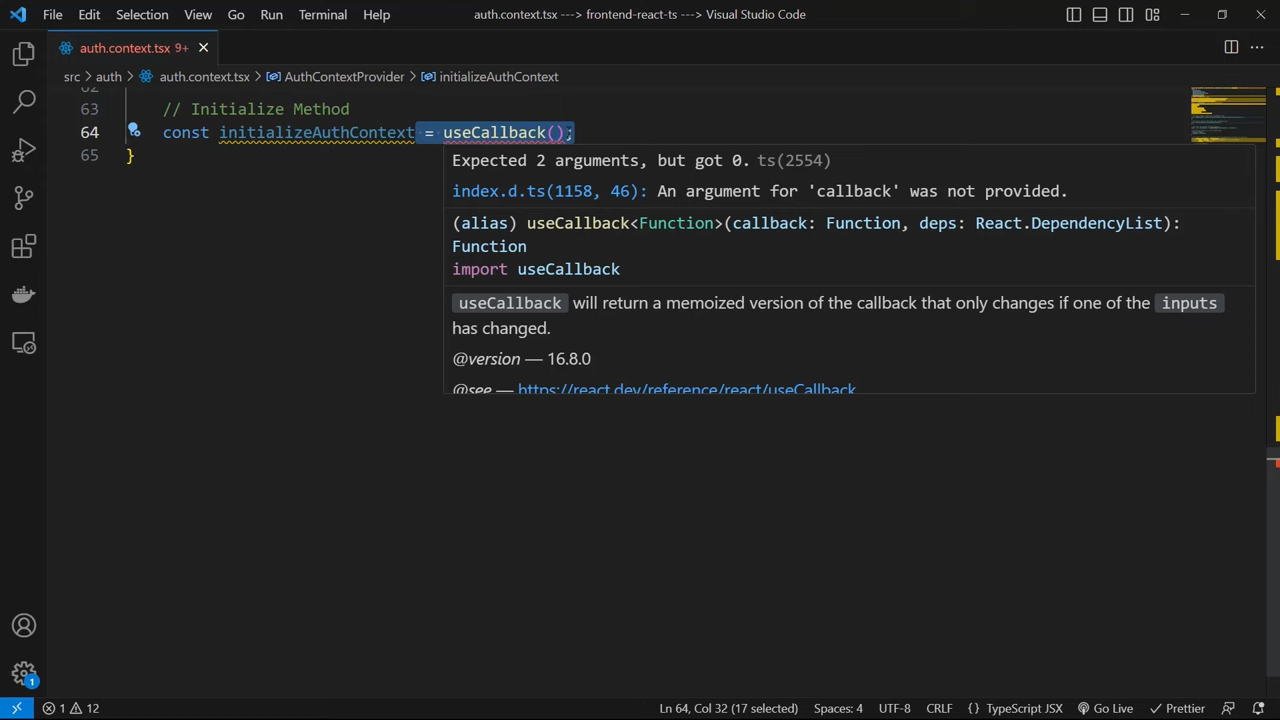 File Edit Selection View Go Run Terminal Help
auth.context.tsx ---> frontend-react-ts ---> Visual Studio Code
auth.context.tsx 9+
src > auth > auth.context.tsx > AuthContextProvider > initializeAuthContext
62
63 // Initialize Method
64 const initializeAuthContext = useCallback();
65 }
Expected 2 arguments, but got 0. ts(2554)
index.d.ts(1158, 46): An argument for 'callback' was not provided.
(alias) useCallback<Function>(callback: Function, deps: React.DependencyList):
Function
import useCallback
useCallback will return a memoized version of the callback that only changes if one of the inputs
has changed.
@version — 16.8.0
@see — https://react.dev/reference/react/useCallback
1
1 12
Ln 64, Col 32 (17 selected) Spaces: 4 UTF-8 CRLF {} TypeScript JSX Go Live Prettier